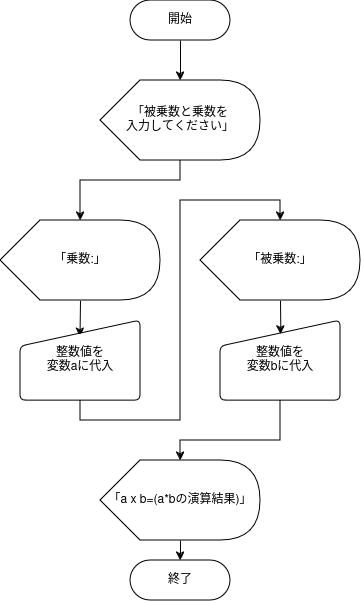 開始
「被乗数と乗数を
入力してください」
「乗数:」
整数値を
変数aに代入
「被乗数:」
整数値を
変数bに代入
「a x b=(a*bの演算結果)」
終了